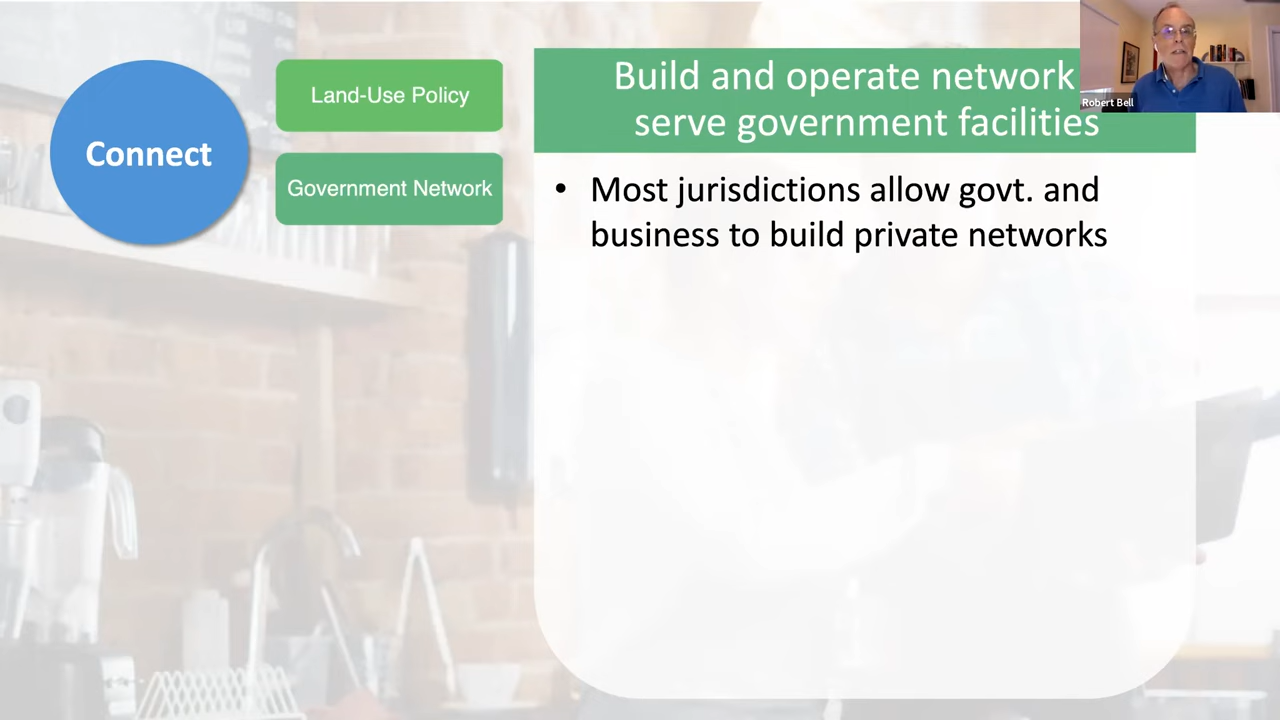 Connect
Land-Use Policy
Government Network
Build and operate network
serve government facilities
• Most jurisdictions allow govt. and
business to build private networks
Robert Bell